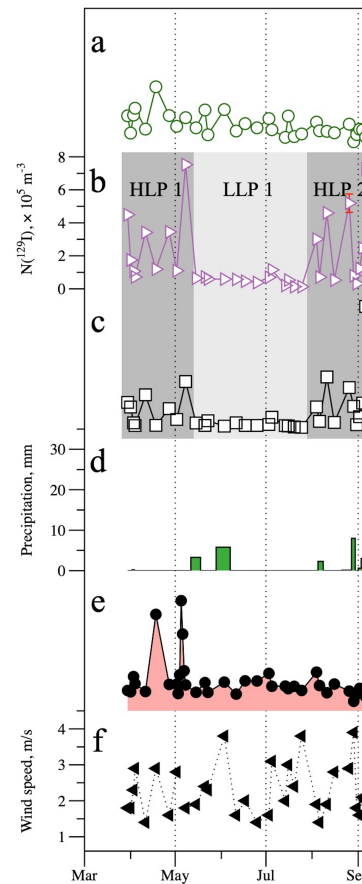 a
8
b
HLP 1
LLP 1
HLP 2
6
4
2
0
N(¹²⁹I), × 10⁵ m⁻³
c
d
30
20
10
0
Precipitation, mm
e
f
4
3
2
1
Wind speed, m/s
Mar
May
Jul
Se